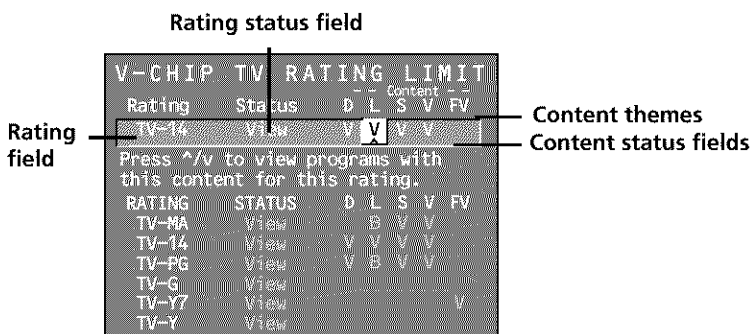 Rating status field
V-CHIP TV RATING LIMIT
-- Content --
Rating Status D L S V FV
TV-14 View V V V V
Press ^/v to view programs with
this content for this rating.
RATING STATUS D L S V FV
TV-MA View B V V
TV-14 View V V V V
TV-PG View V B V V
TV-G View
TV-Y7 View V
TV-Y View
Rating field
Content themes
Content status fields